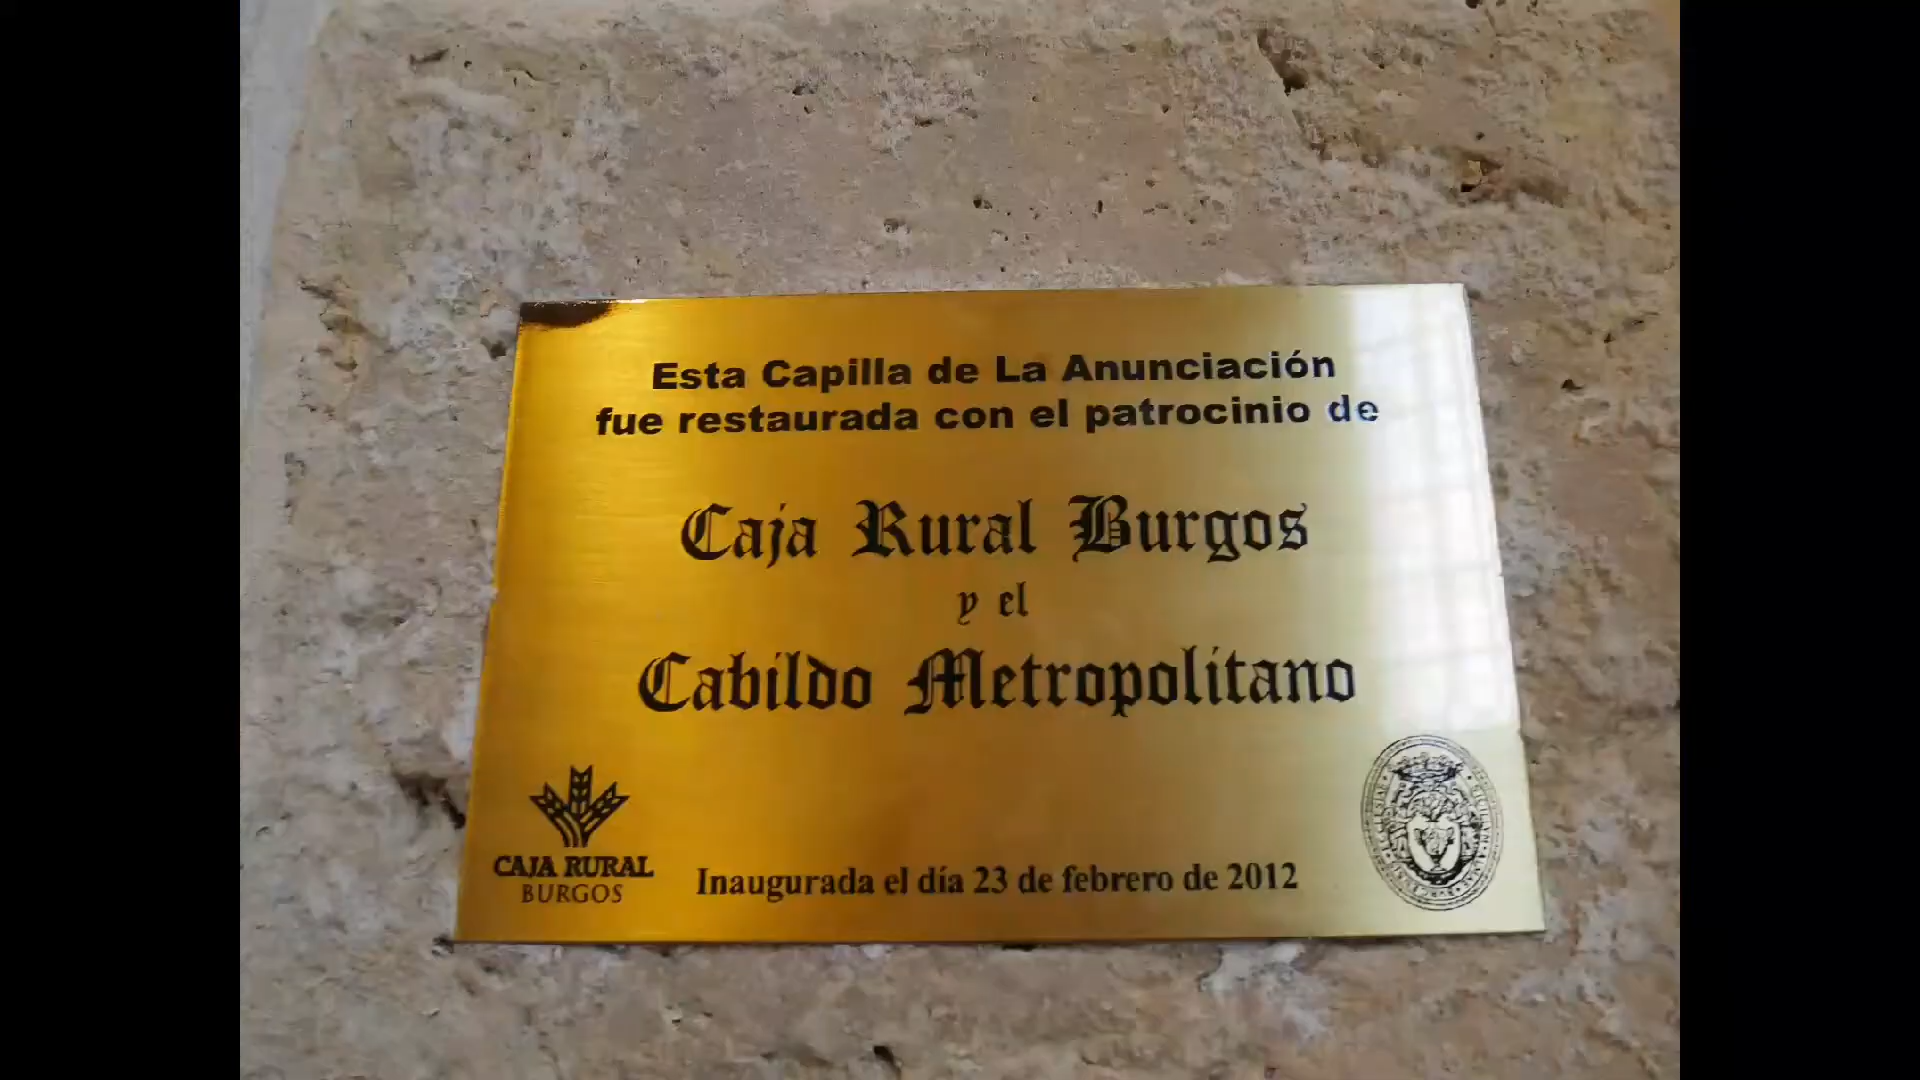 Esta Capilla de La Anunciación
fue restaurada con el patrocinio de
Caja Rural Burgos
y el
Cabildo Metropolitano
CAJA RURAL
BURGOS
Inaugurada el día 23 de febrero de 2012